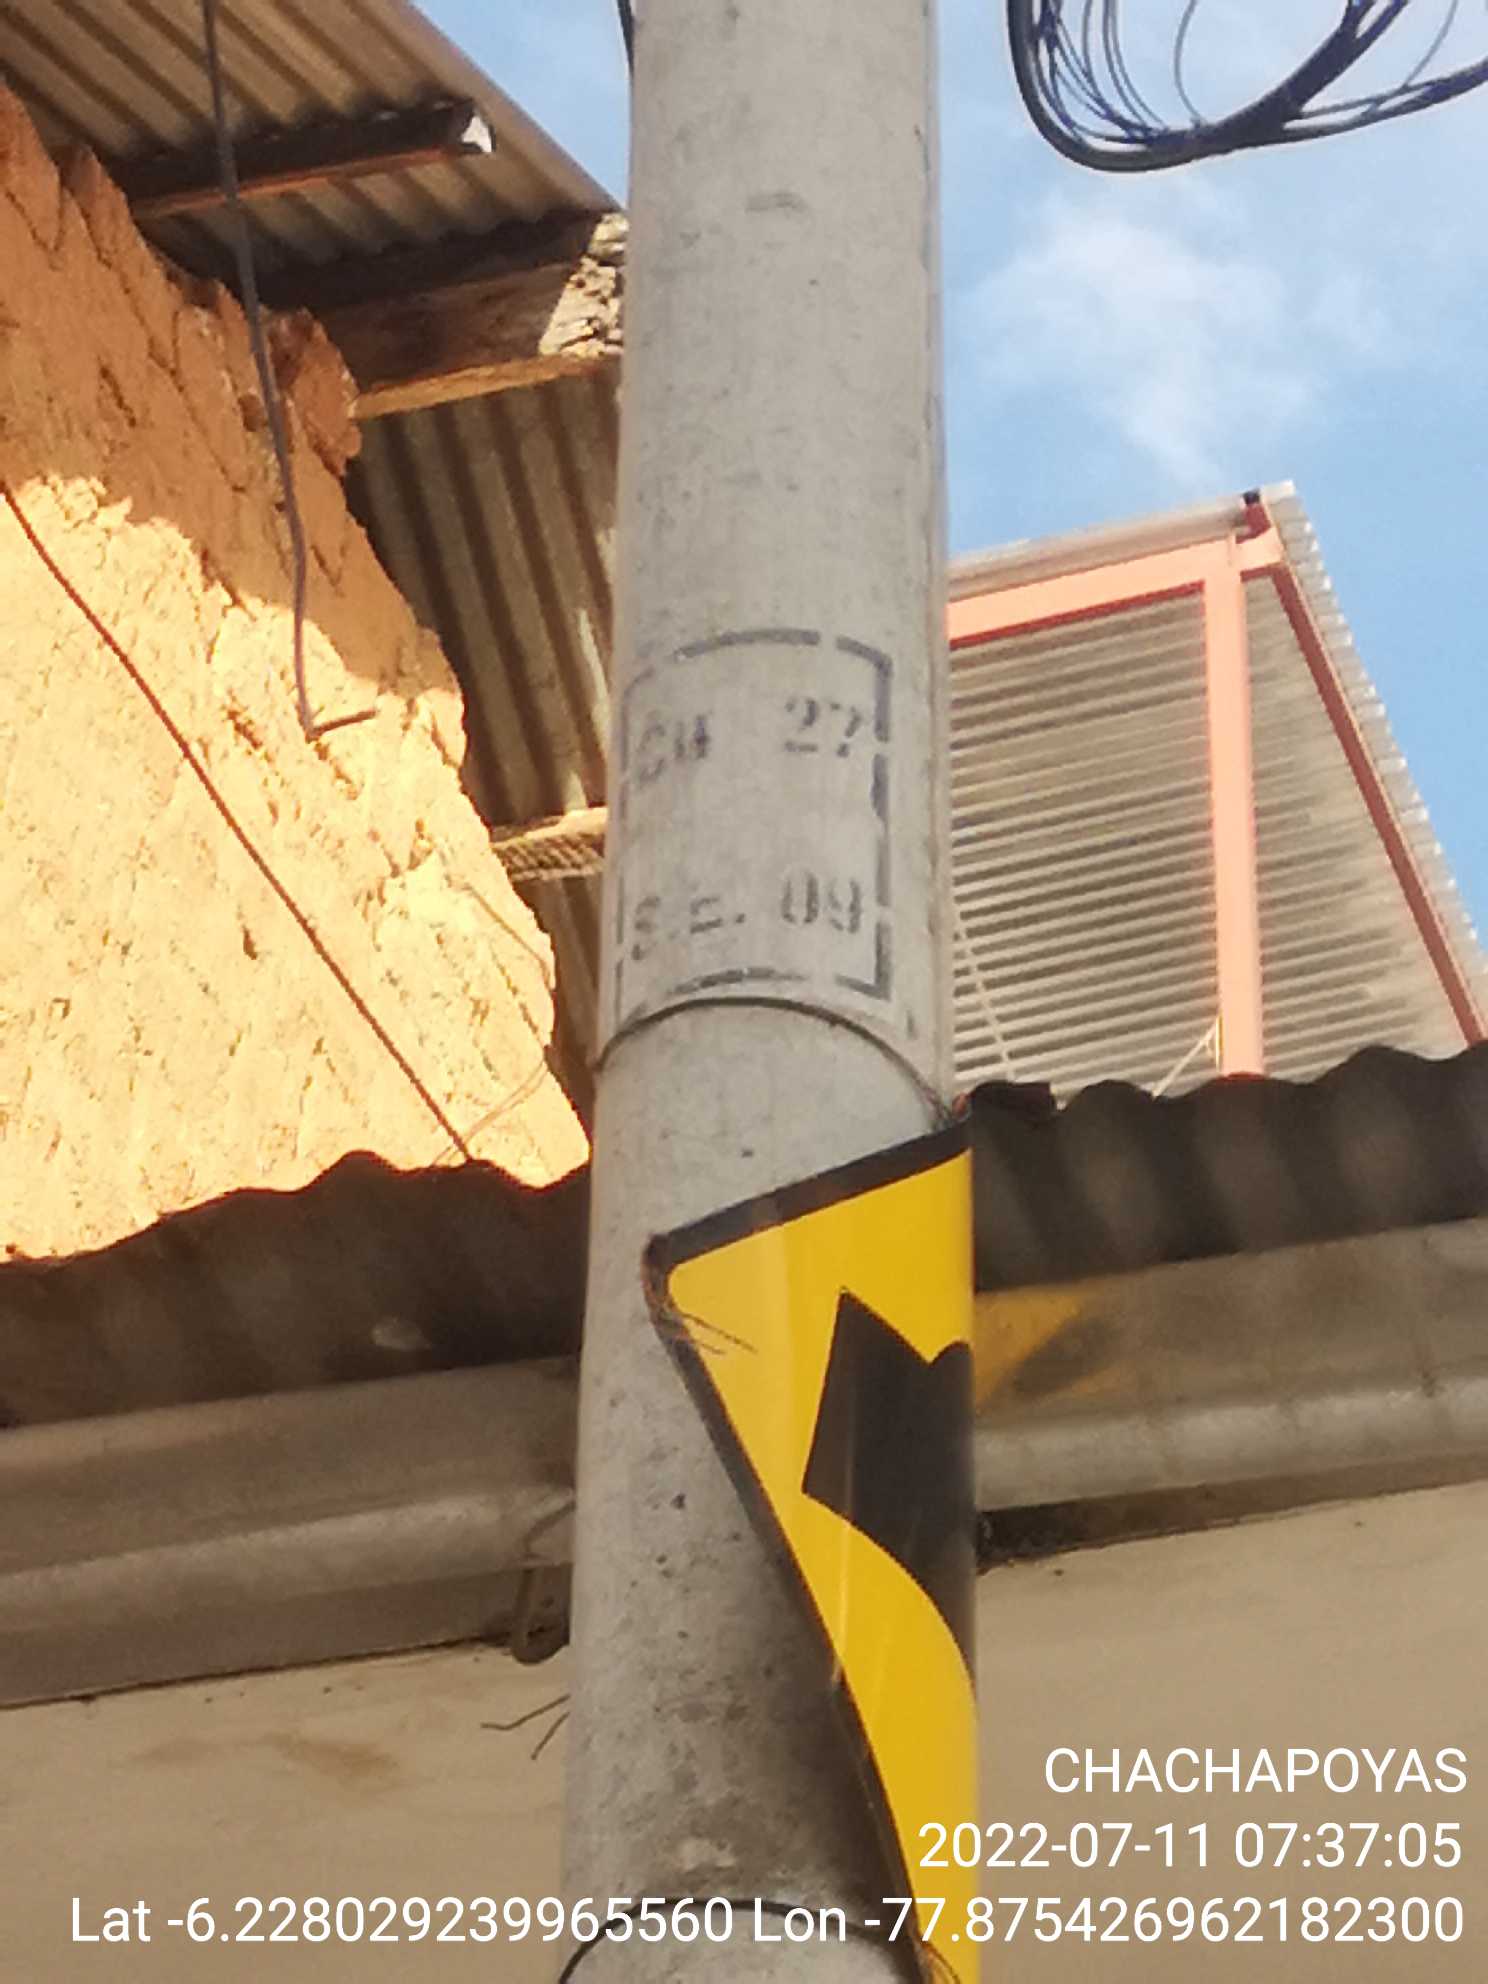 CH 27
S.E. 09
CHACHAPOYAS
2022-07-11 07:37:05
Lat -6.228029239965560 Lon -77.875426962182300